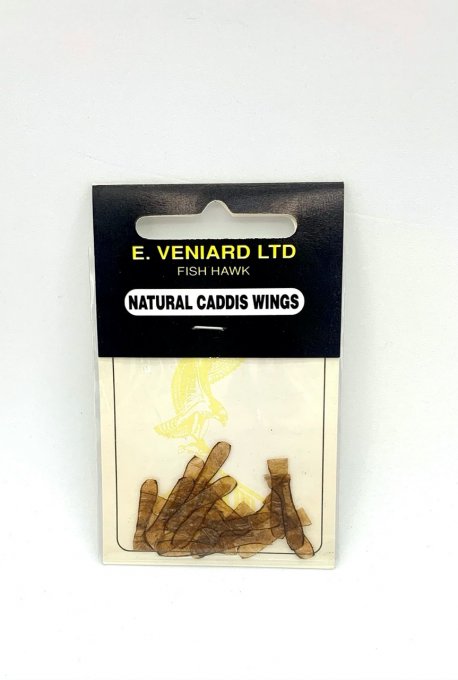 E. VENIARD LTD
FISH HAWK
NATURAL CADDIS WINGS